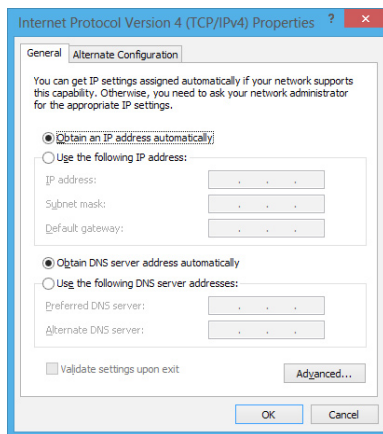 Internet Protocol Version 4 (TCP/IPv4) Properties ? ×
General Alternate Configuration
You can get IP settings assigned automatically if your network supports
this capability. Otherwise, you need to ask your network administrator
for the appropriate IP settings.
Obtain an IP address automatically
Use the following IP address:
IP address: . . .
Subnet mask: . . .
Default gateway: . . .
Obtain DNS server address automatically
Use the following DNS server addresses:
Preferred DNS server: . . .
Alternate DNS server: . . .
Validate settings upon exit Advanced...
OK Cancel